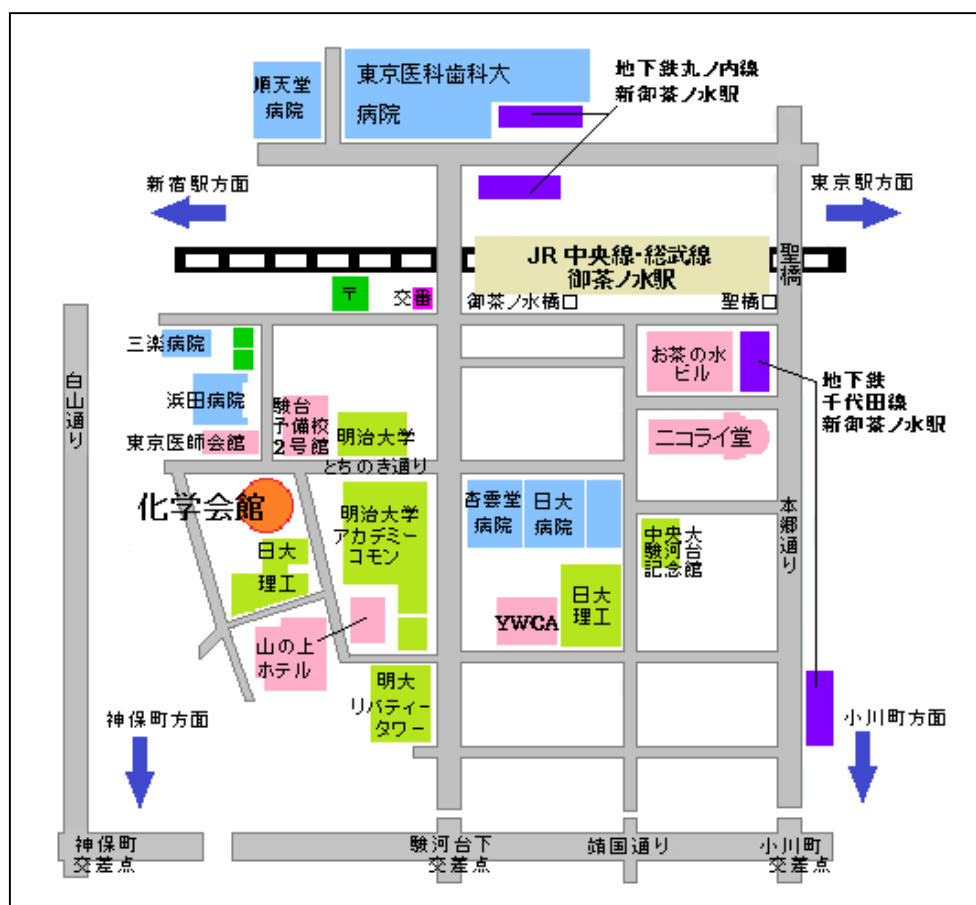 順天堂
病院
東京医科歯科大
病院
地下鉄丸ノ内線
新御茶ノ水駅
新宿駅方面
東京駅方面
JR 中央線・総武線
御茶ノ水駅
聖橋
〒
交番
御茶ノ水橋口
聖橋口
三楽病院
お茶の水
ビル
白山通り
浜田病院
駿台
予備校
2号館
地下鉄
千代田線
新御茶ノ水駅
東京医師会館
明治大学
ニコライ堂
とちのき通り
化学会館
明治大学
アカデミー
コモン
杏雲堂
病院
日大
病院
本郷通り
中央大
駿河台
記念館
日大
理工
日大
理工
YWCA
山の上
ホテル
明大
リバティー
タワー
神保町方面
小川町方面
神保町
交差点
駿河台下
交差点
靖国通り
小川町
交差点